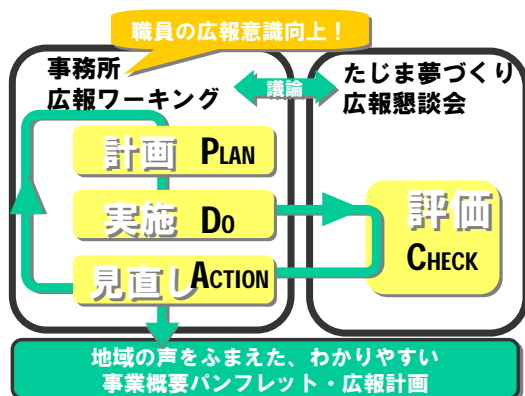 職員の広報意識向上！
事務所
広報ワーキング
議論
たじま夢づくり
広報懇談会
計画 PLAN
実施 DO
見直し ACTION
評価
CHECK
地域の声をふまえた、わかりやすい
事業概要パンフレット・広報計画